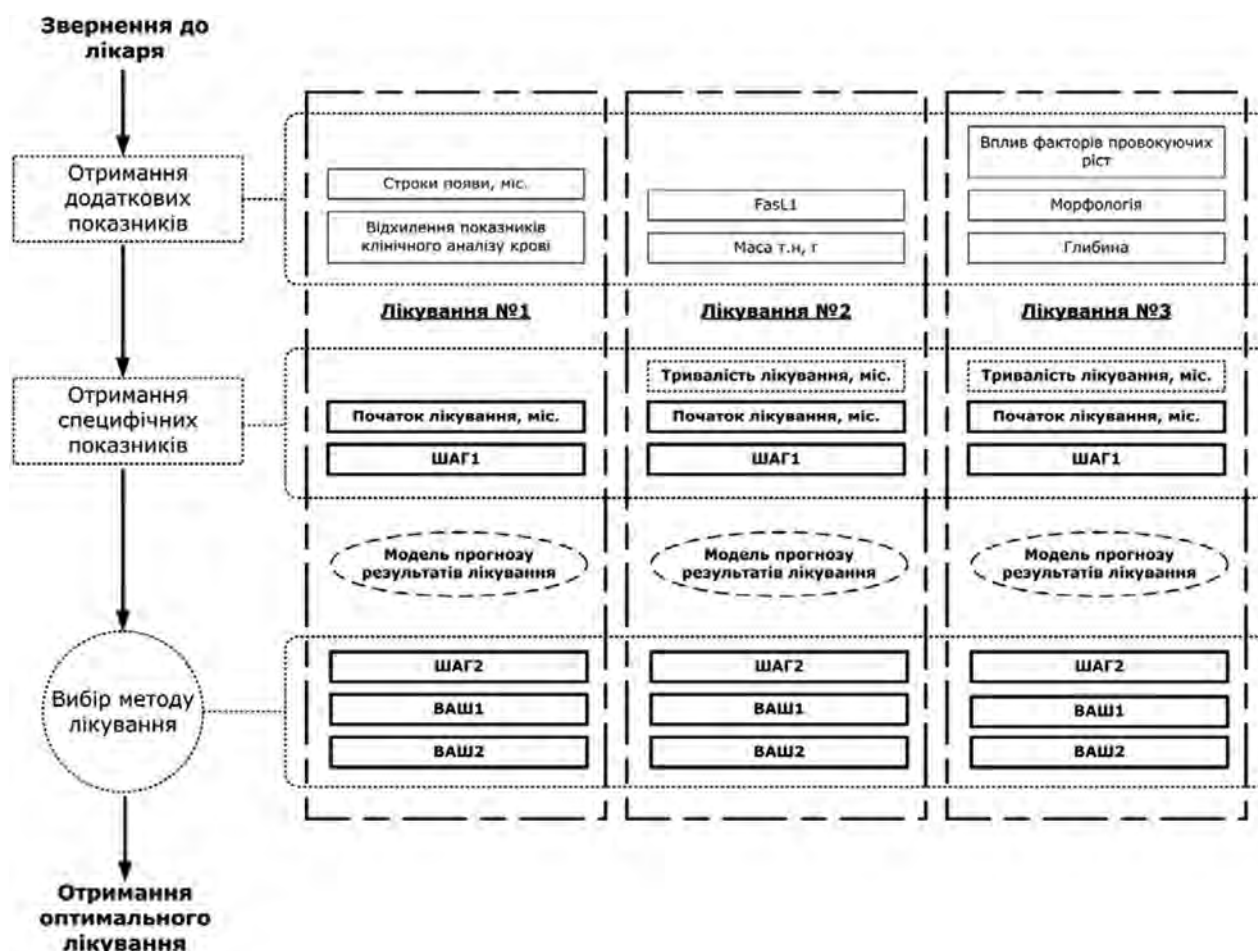 Звернення до
лікаря
Отримання
додаткових
показників
Строки появи, міс.
Відхилення показників
клінічного аналізу крові
FasL1
Маса т.н, г
Вплив факторів провокуючих
ріст
Морфологія
Глибина
Лікування №1
Лікування №2
Лікування №3
Отримання
специфічних
показників
Початок лікування, міс.
ШАГ1
Тривалість лікування, міс.
Початок лікування, міс.
ШАГ1
Тривалість лікування, міс.
Початок лікування, міс.
ШАГ1
Модель прогнозу
результатів лікування
Модель прогнозу
результатів лікування
Модель прогнозу
результатів лікування
Вибір методу
лікування
ШАГ2
ВАШ1
ВАШ2
ШАГ2
ВАШ1
ВАШ2
ШАГ2
ВАШ1
ВАШ2
Отримання
оптимального
лікування